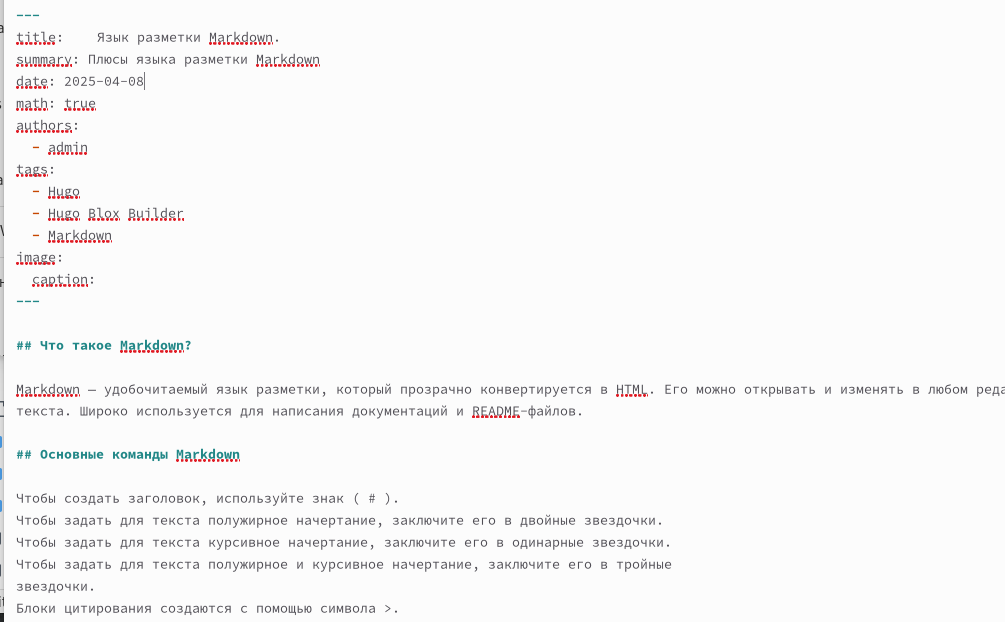 ---
title:    Язык разметки Markdown.
summary: Плюсы языка разметки Markdown
date: 2025-04-08
math: true
authors:
  - admin
tags:
  - Hugo
  - Hugo Blox Builder
  - Markdown
image:
  caption:
---
## Что такое Markdown?
Markdown — удобочитаемый язык разметки, который прозрачно конвертируется в HTML. Его можно открывать и изменять в любом
текста. Широко используется для написания документаций и README-файлов.
## Основные команды Markdown
Чтобы создать заголовок, используйте знак ( # ).
Чтобы задать для текста полужирное начертание, заключите его в двойные звездочки.
Чтобы задать для текста курсивное начертание, заключите его в одинарные звездочки.
Чтобы задать для текста полужирное и курсивное начертание, заключите его в тройные
звездочки.
Блоки цитирования создаются с помощью символа >.